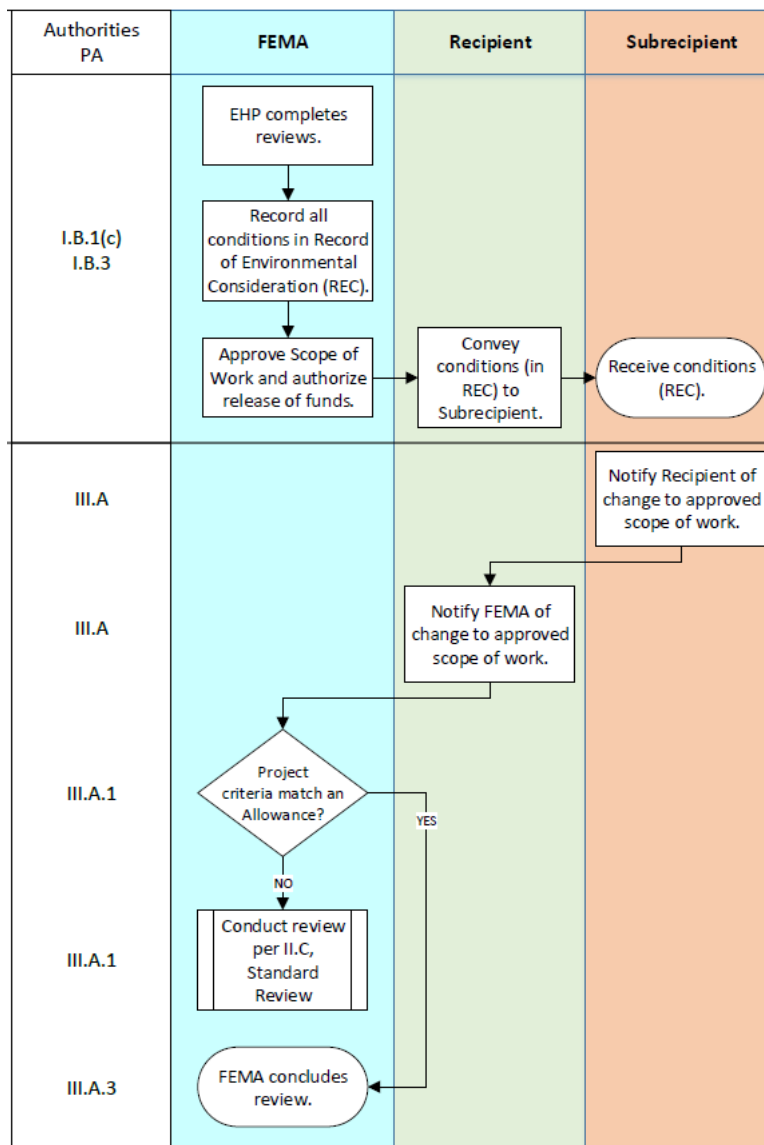 Authorities
PA
FEMA
Recipient
Subrecipient
EHP completes
reviews.
I.B.1(c)
I.B.3
Record all
conditions in Record
of Environmental
Consideration (REC).
Approve Scope of
Work and authorize
release of funds.
Convey
conditions (in
REC) to
Subrecipient.
Receive conditions
(REC).
III.A
Notify Recipient of
change to approved
scope of work.
III.A
Notify FEMA of
change to approved
scope of work.
III.A.1
Project
criteria match an
Allowance?
YES
NO
III.A.1
Conduct review
per II.C,
Standard
Review
III.A.3
FEMA concludes
review.